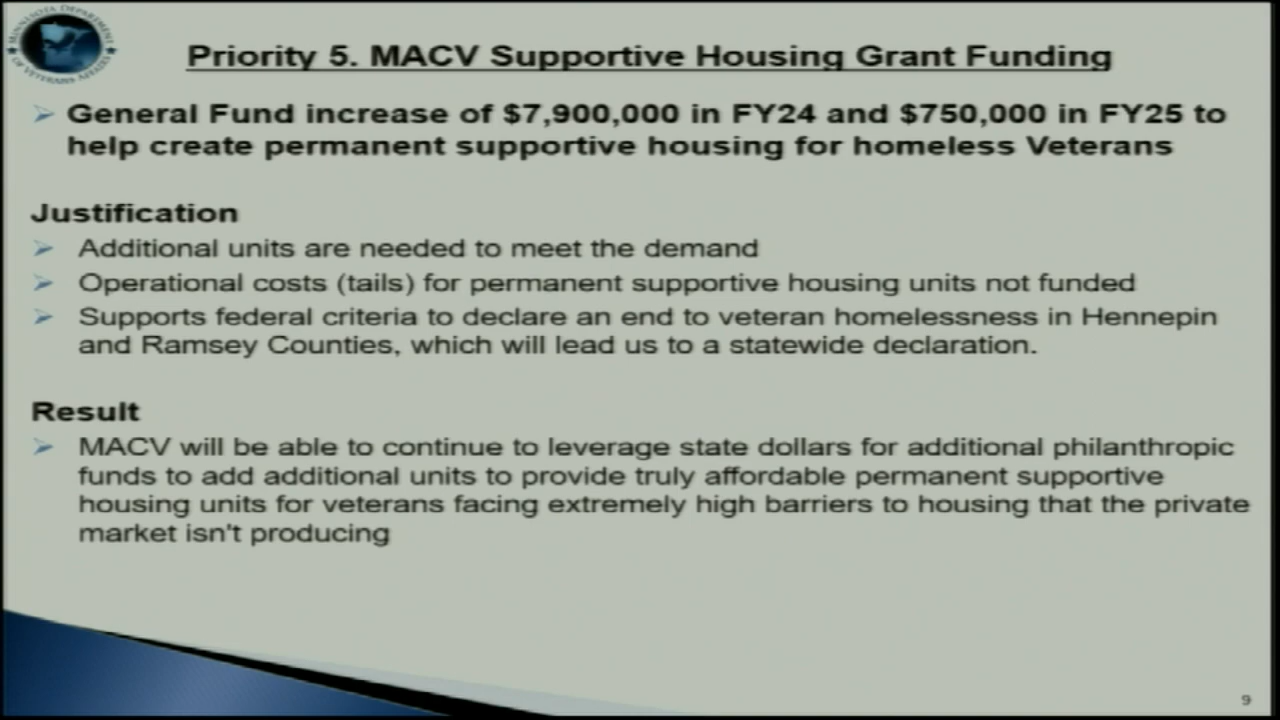 MINNESOTA DEPARTMENT
OF VETERANS AFFAIRS
Priority 5. MACV Supportive Housing Grant Funding
General Fund increase of $7,900,000 in FY24 and $750,000 in FY25 to
help create permanent supportive housing for homeless Veterans
Justification
Additional units are needed to meet the demand
Operational costs (tails) for permanent supportive housing units not funded
Supports federal criteria to declare an end to veteran homelessness in Hennepin
and Ramsey Counties, which will lead us to a statewide declaration.
Result
MACV will be able to continue to leverage state dollars for additional philanthropic
funds to add additional units to provide truly affordable permanent supportive
housing units for veterans facing extremely high barriers to housing that the private
market isn't producing
9